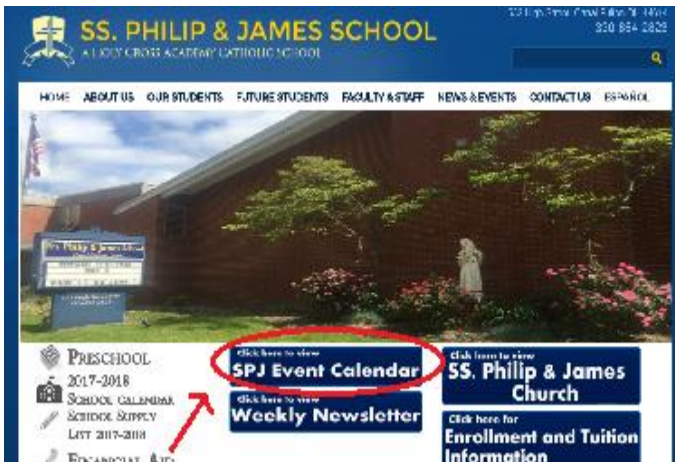 SS. PHILIP & JAMES SCHOOL
A HOLY CROSS ACADEMY CATHOLIC SCHOOL
HOME ABOUT US OUR STUDENTS FUTURE STUDENTS FACULTY & STAFF NEWS & EVENTS CONTACT US ESPAÑOL
PRESCHOOL
2017-2018
SCHOOL CALENDAR
SCHOOL SUPPLY
LIST 2017-2018
FINANCIAL AID
Click here to view
SPJ Event Calendar
Click here to view
Weekly Newsletter
Click here to view
SS. Philip & James
Church
Click here for
Enrollment and Tuition
Information